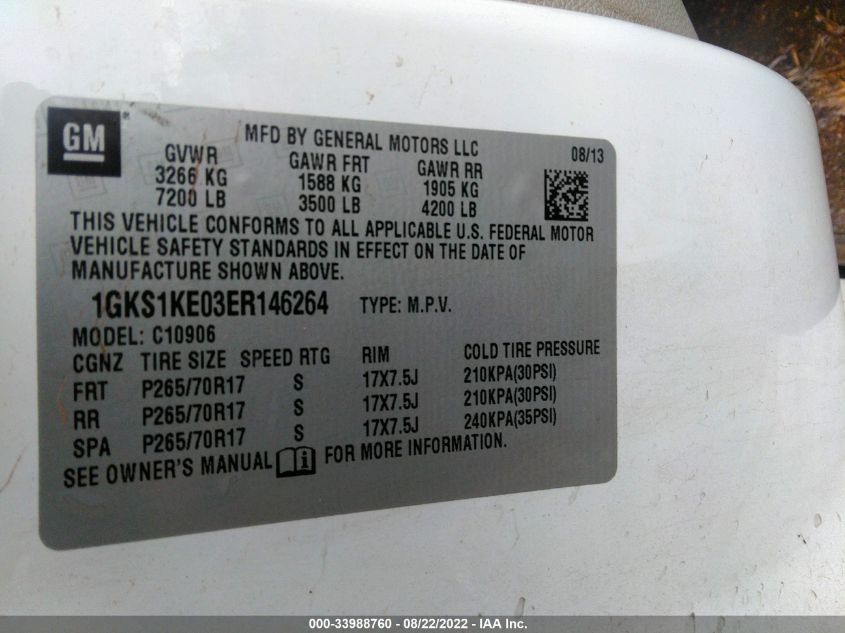 GM®
MFD BY GENERAL MOTORS LLC
08/13
GVWR GAWR FRT GAWR RR
3266 KG 1588 KG 1905 KG
7200 LB 3500 LB 4200 LB
THIS VEHICLE CONFORMS TO ALL APPLICABLE U.S. FEDERAL MOTOR
VEHICLE SAFETY STANDARDS IN EFFECT ON THE DATE OF
MANUFACTURE SHOWN ABOVE.
1GKS1KE03ER146264 TYPE: M.P.V.
MODEL: C10906
CGNZ TIRE SIZE SPEED RTG RIM COLD TIRE PRESSURE
FRT P265/70R17 S 17X7.5J 210KPA(30PSI)
RR P265/70R17 S 17X7.5J 210KPA(30PSI)
SPA P265/70R17 S 17X7.5J 240KPA(35PSI)
SEE OWNER'S MANUAL i FOR MORE INFORMATION.
000-33988760 - 08/22/2022 - IAA Inc.